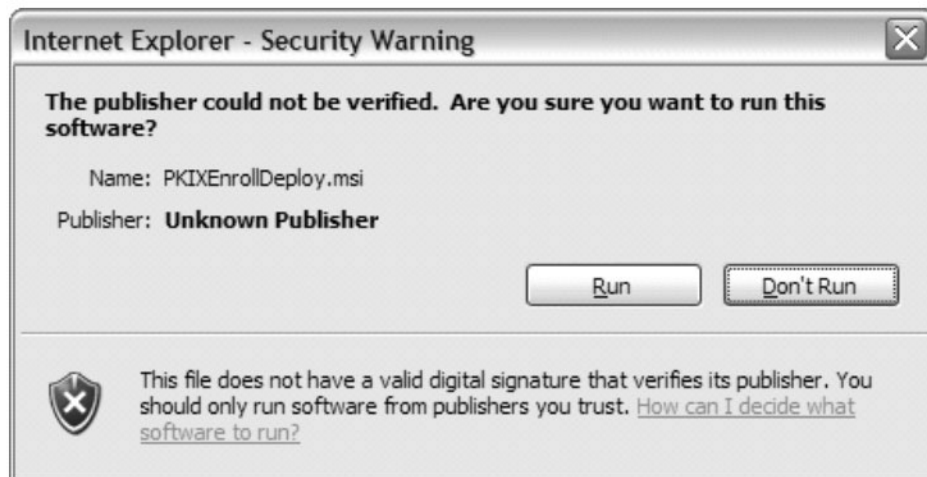 Internet Explorer - Security Warning
The publisher could not be verified. Are you sure you want to run this
software?
Name: PKIXEnrollDeploy.msi
Publisher: Unknown Publisher
Run
Don't Run
This file does not have a valid digital signature that verifies its publisher. You
should only run software from publishers you trust. How can I decide what
software to run?